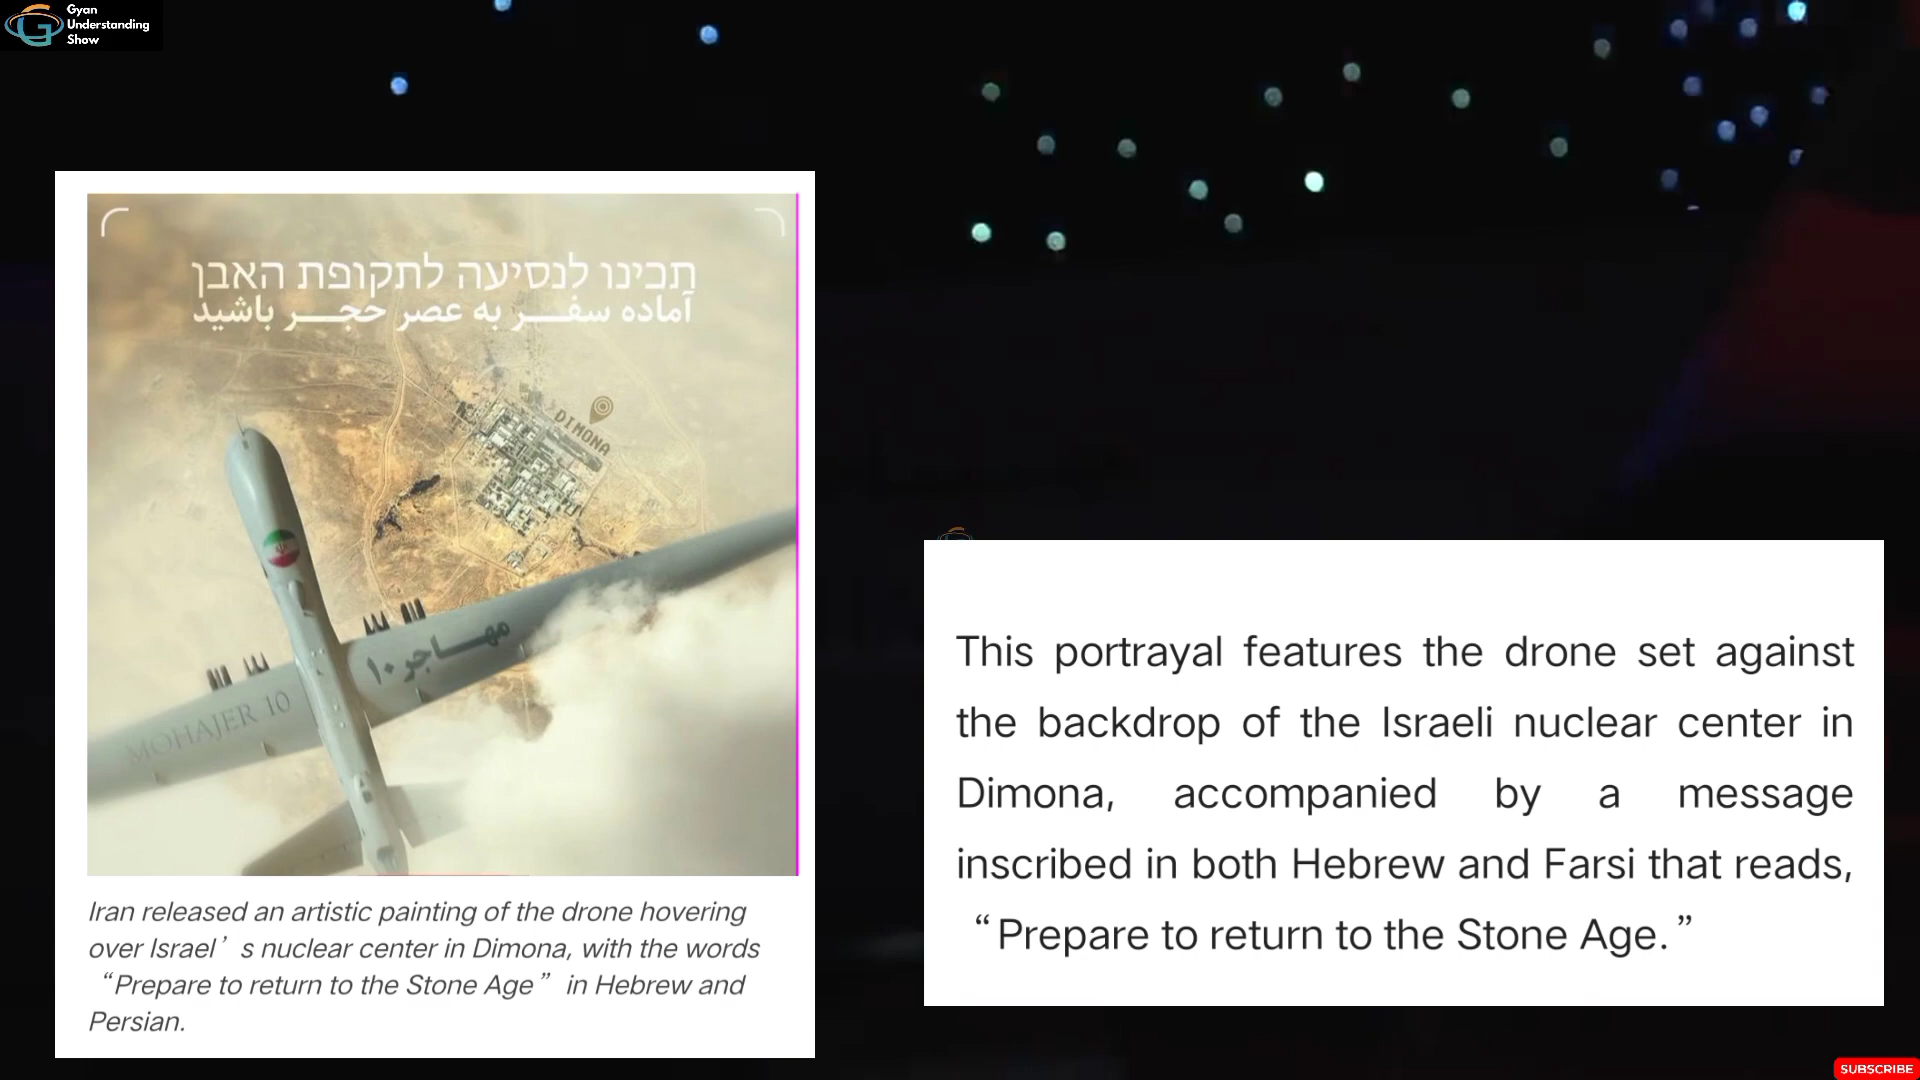 Gyan
Understanding
Show
תכינו לנסיעה לתקופת האבן
آماده سفر به عصر حجر باشید
DIMONA
مهاجر ۱۰
MOHAJER 10
Iran released an artistic painting of the drone hovering
over Israel’s nuclear center in Dimona, with the words
“Prepare to return to the Stone Age” in Hebrew and
Persian.
This portrayal features the drone set against
the backdrop of the Israeli nuclear center in
Dimona, accompanied by a message
inscribed in both Hebrew and Farsi that reads,
“Prepare to return to the Stone Age.”
SUBSCRIBE